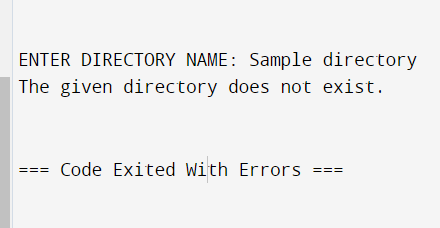 ENTER DIRECTORY NAME: Sample directory
The given directory does not exist.
=== Code Exited With Errors ===